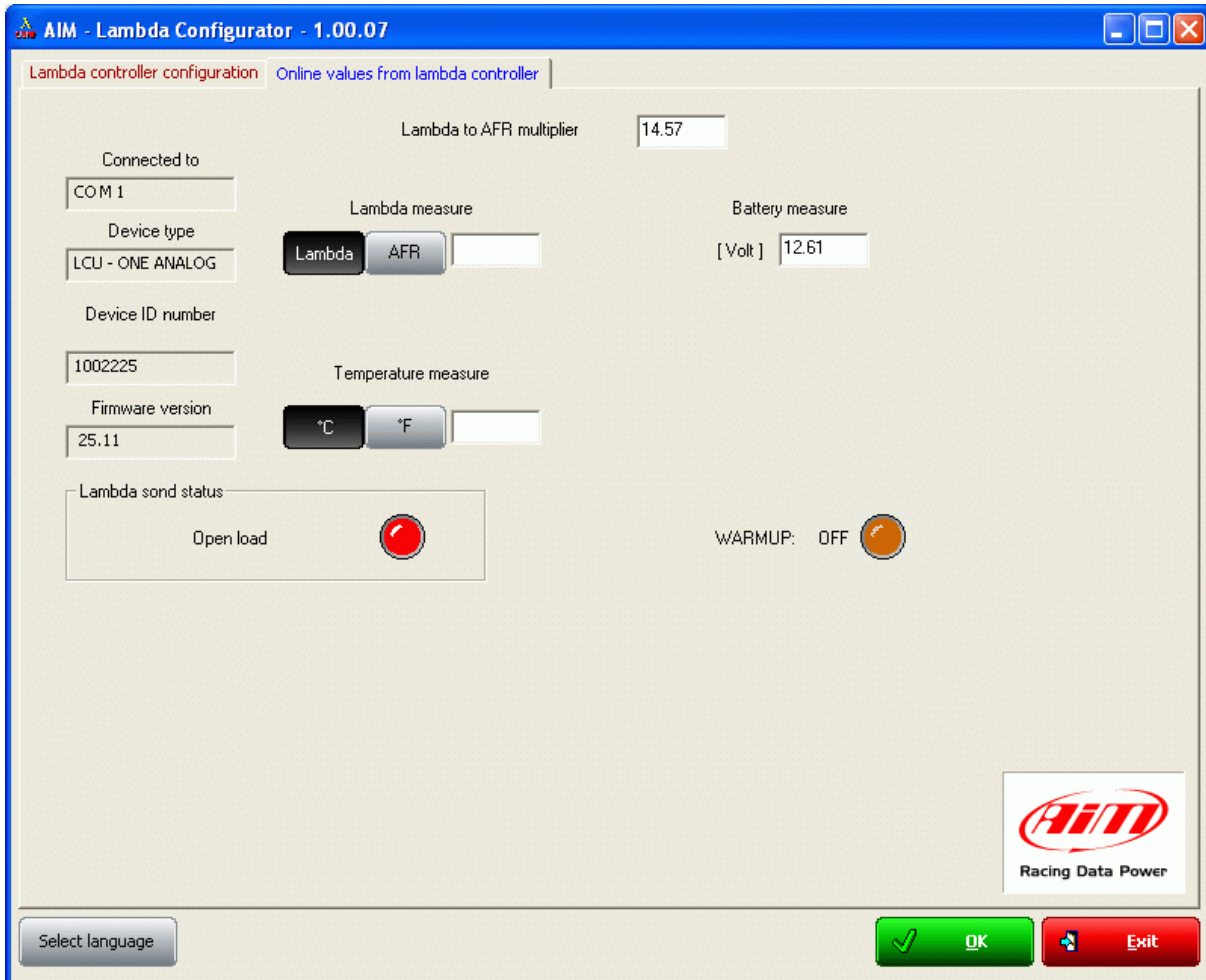 AIM - Lambda Configurator - 1.00.07
Lambda controller configuration Online values from lambda controller
Lambda to AFR multiplier 14.57
Connected to
COM 1
Lambda measure Battery measure
Device type
Lambda AFR [ Volt ] 12.61
LCU - ONE ANALOG
Device ID number
1002225
Temperature measure
Firmware version
°C °F
25.11
Lambda sond status
Open load WARMUP: OFF
AiM
Racing Data Power
Select language OK Exit